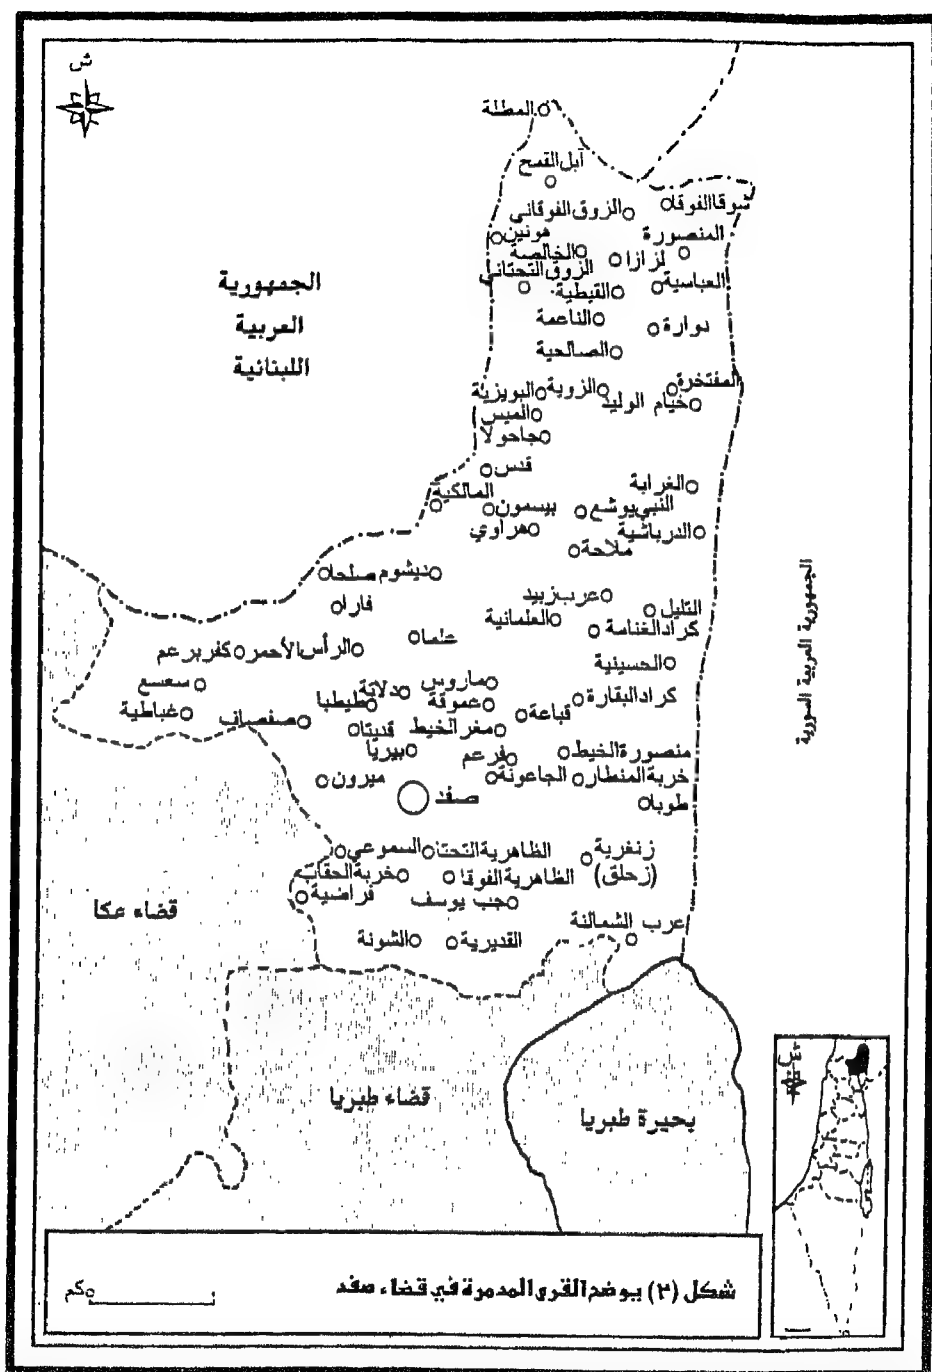 ش
المطلة
آبل القمح
شوقا الفوقا
الزوق الفوقاني
المنصورة
هونين
الخالصة
لزازا
الزوق التحتاني
العباسية
القيطية
الجمهورية
العربية
اللبنانية
الناعمة
دوارة
الصالحية
المفتخرة
خيام الوليد
الزوية
البويزية
الميس
جاحولا
قدس
المالكية
الغرابة
النبي يوشع
بيسمون
هراوي
الدرباشية
ملاحة
ديشوم
صلحا
فارا
عرب زبيد
التليل
العلمانية
كراد الغنامة
علما
الرأس الأحمر
كفر برعم
الحسينية
الجمهورية العربية السورية
سعسع
ماروس
دلاتة
عموقة
طيطبا
كراد البقارة
قباعة
غباطية
صفصاف
مغر الخيط
قديتا
بيريا
فرعم
منصورة الخيط
ميرون
الجاعونة
خربة المنطار
صفد
طوبا
السموعي
الظاهرية التحتا
زنغرية
(زحلق)
خربة الحقاب
الظاهرية الفوقا
فراضية
جب يوسف
عرب الشمالنة
الشونة
القديرية
قضاء عكا
قضاء طبريا
بحيرة طبريا
ش
شكل (٣) يوضح القرى المدمرة في قضاء صفد
٥كم